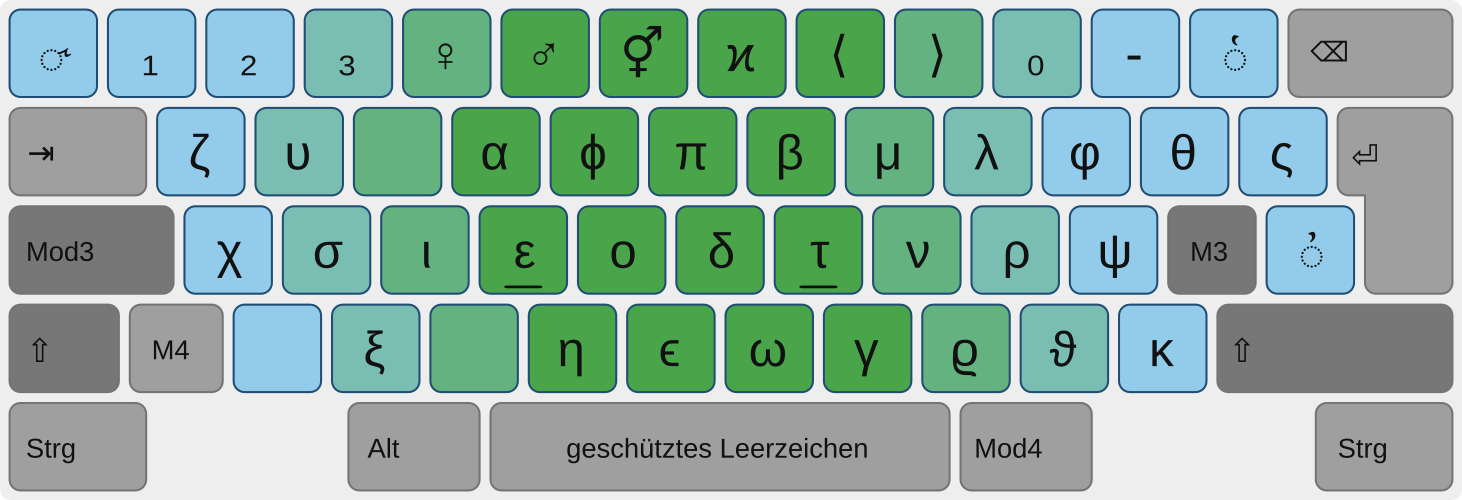 ◌˞ ₁ ₂ ₃ ♀ ♂ ⚥ ϰ ⟨ ⟩ ₀ - ◌̔ ⌫
⇥ ζ υ α ϕ π β μ λ φ θ ς ⏎
Mod3 χ σ ι ε ο δ τ ν ρ ψ M3 ◌̓
⇧ M4 ξ η ϵ ω γ ϱ ϑ κ ⇧
Strg Alt geschütztes Leerzeichen Mod4 Strg